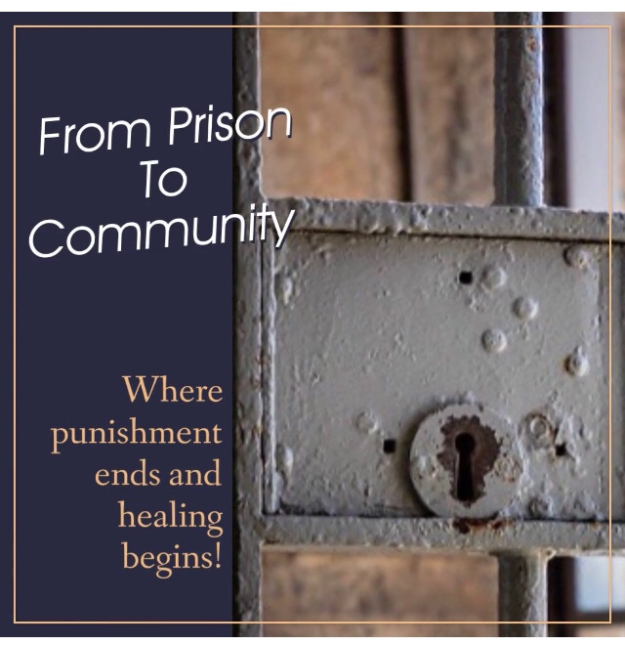 From Prison
To
Community
Where
punishment
ends and
healing
begins!